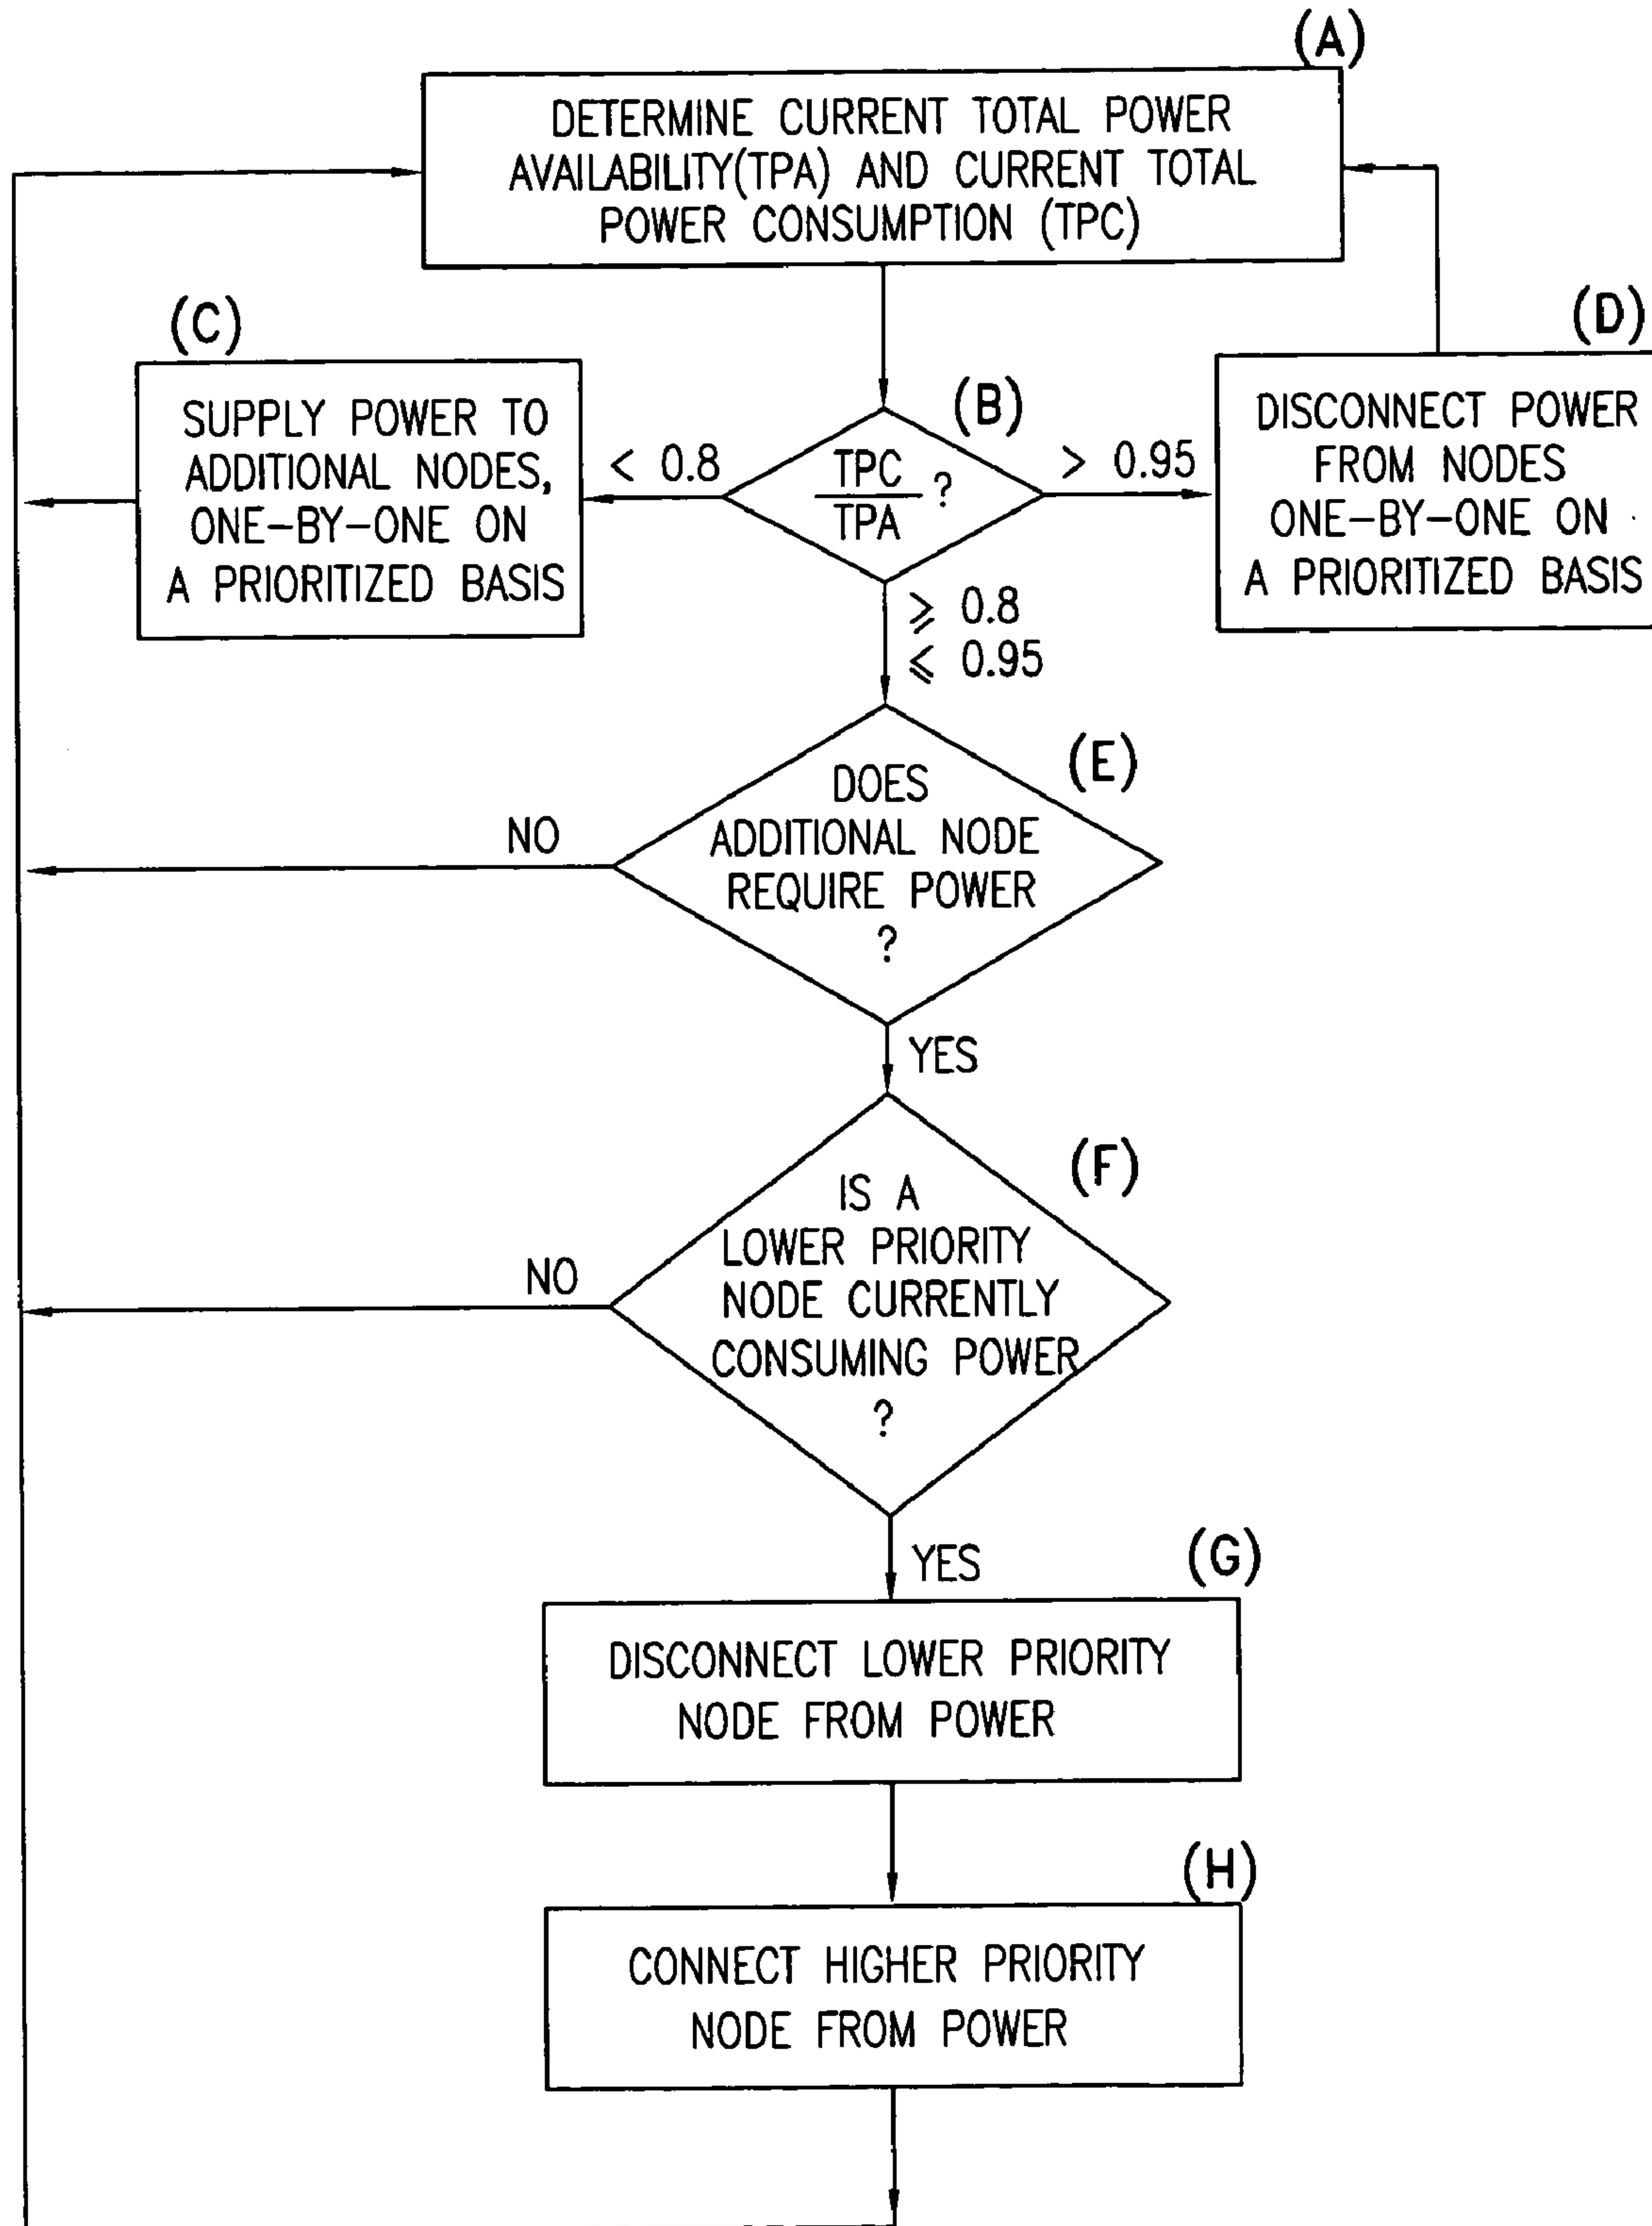 (A)
DETERMINE CURRENT TOTAL POWER
AVAILABILITY(TPA) AND CURRENT TOTAL
POWER CONSUMPTION (TPC)
(C)
SUPPLY POWER TO
ADDITIONAL NODES,
ONE-BY-ONE ON
A PRIORITIZED BASIS
< 0.8
(B)
TPC
TPA
?
> 0.95
(D)
DISCONNECT POWER
FROM NODES
ONE-BY-ONE ON
A PRIORITIZED BASIS
⩾ 0.8
⩽ 0.95
(E)
DOES
ADDITIONAL NODE
REQUIRE POWER
?
NO
YES
(F)
IS A
LOWER PRIORITY
NODE CURRENTLY
CONSUMING POWER
?
NO
YES
(G)
DISCONNECT LOWER PRIORITY
NODE FROM POWER
(H)
CONNECT HIGHER PRIORITY
NODE FROM POWER